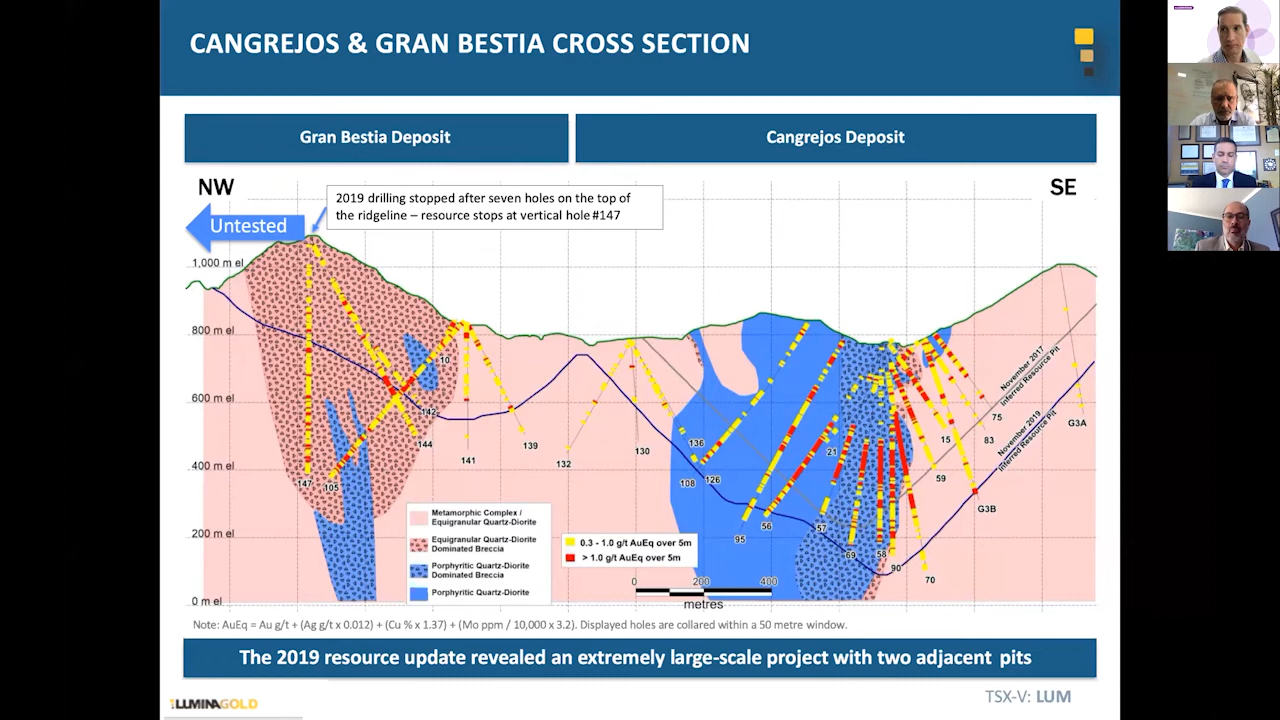 CANGREJOS & GRAN BESTIA CROSS SECTION
Gran Bestia Deposit
Cangrejos Deposit
NW
SE
2019 drilling stopped after seven holes on the top of
the ridgeline – resource stops at vertical hole #147
Untested
1,000 m el
800 m el
600 m el
400 m el
200 m el
0 m el
10
142
144
147
105
141
139
132
130
136
108
126
95
56
21
57
69
58
90
70
59
15
83
75
G3A
G3B
November 2017
Inferred Resource Pit
November 2019
Inferred Resource Pit
Metamorphic Complex /
Equigranular Quartz-Diorite
Equigranular Quartz-Diorite
Dominated Breccia
Porphyritic Quartz-Diorite
Dominated Breccia
Porphyritic Quartz-Diorite
0.3 - 1.0 g/t AuEq over 5m
> 1.0 g/t AuEq over 5m
0 200 400
metres
Note: AuEq = Au g/t + (Ag g/t x 0.012) + (Cu % x 1.37) + (Mo ppm / 10,000 x 3.2). Displayed holes are collared within a 50 metre window.
The 2019 resource update revealed an extremely large-scale project with two adjacent pits
LUMINAGOLD
TSX-V: LUM